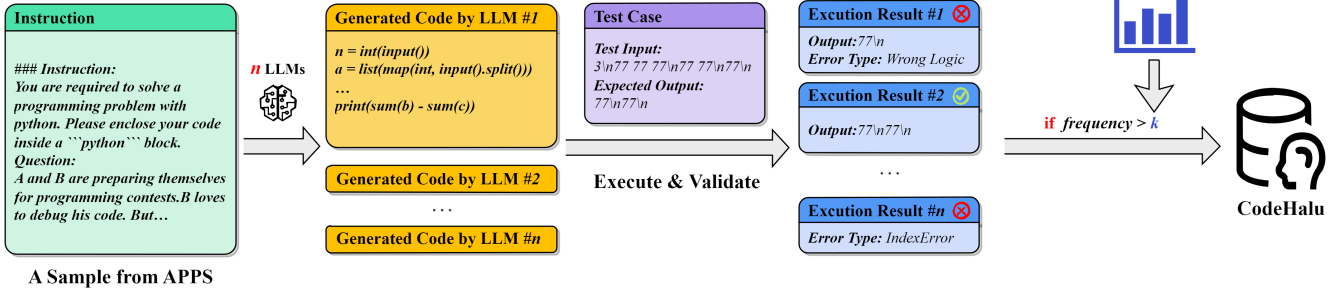 Instruction
### Instruction:
You are required to solve a
programming problem with
python. Please enclose your code
inside a ```python``` block.
Question:
A and B are preparing themselves
for programming contests.B loves
to debug his code. But…
A Sample from APPS
n LLMs
Generated Code by LLM #1
n = int(input())
a = list(map(int, input().split()))
…
print(sum(b) - sum(c))
Generated Code by LLM #2
…
Generated Code by LLM #n
Test Case
Test Input:
3\n77 77 77\n77 77\n77\n
Expected Output:
77\n77\n
Execute & Validate
Excution Result #1
Output:77\n
Error Type: Wrong Logic
Excution Result #2
Output:77\n77\n
…
Excution Result #n
Error Type: IndexError
if frequency > k
CodeHalu